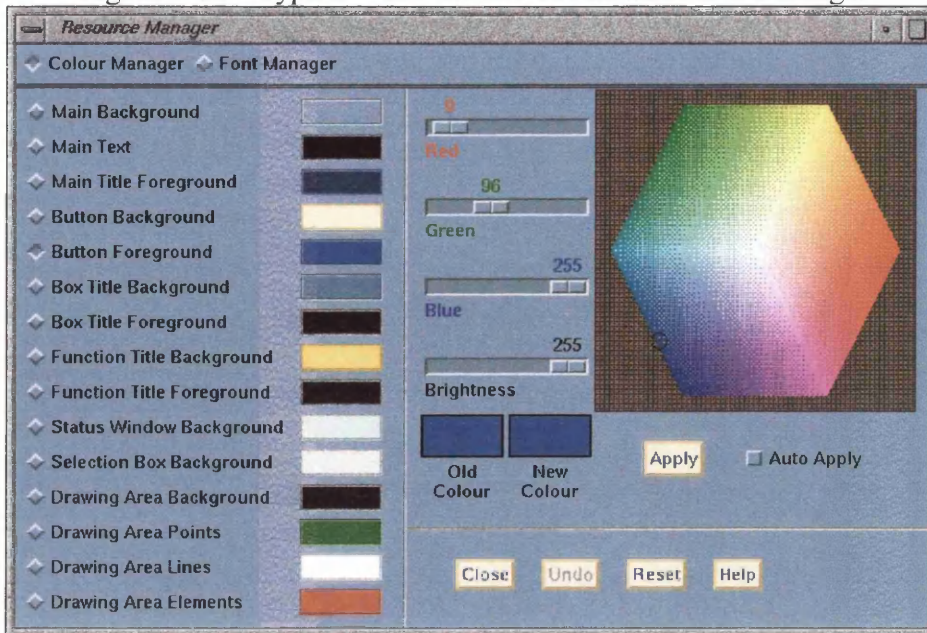 Resource Manager
Colour Manager Font Manager
Main Background
Main Text
Main Title Foreground
Button Background
Button Foreground
Box Title Background
Box Title Foreground
Function Title Background
Function Title Foreground
Status Window Background
Selection Box Background
Drawing Area Background
Drawing Area Points
Drawing Area Lines
Drawing Area Elements
Red
96
Green
255
Blue
255
Brightness
Old Colour
New Colour
Apply
Auto Apply
Close Undo Reset Help